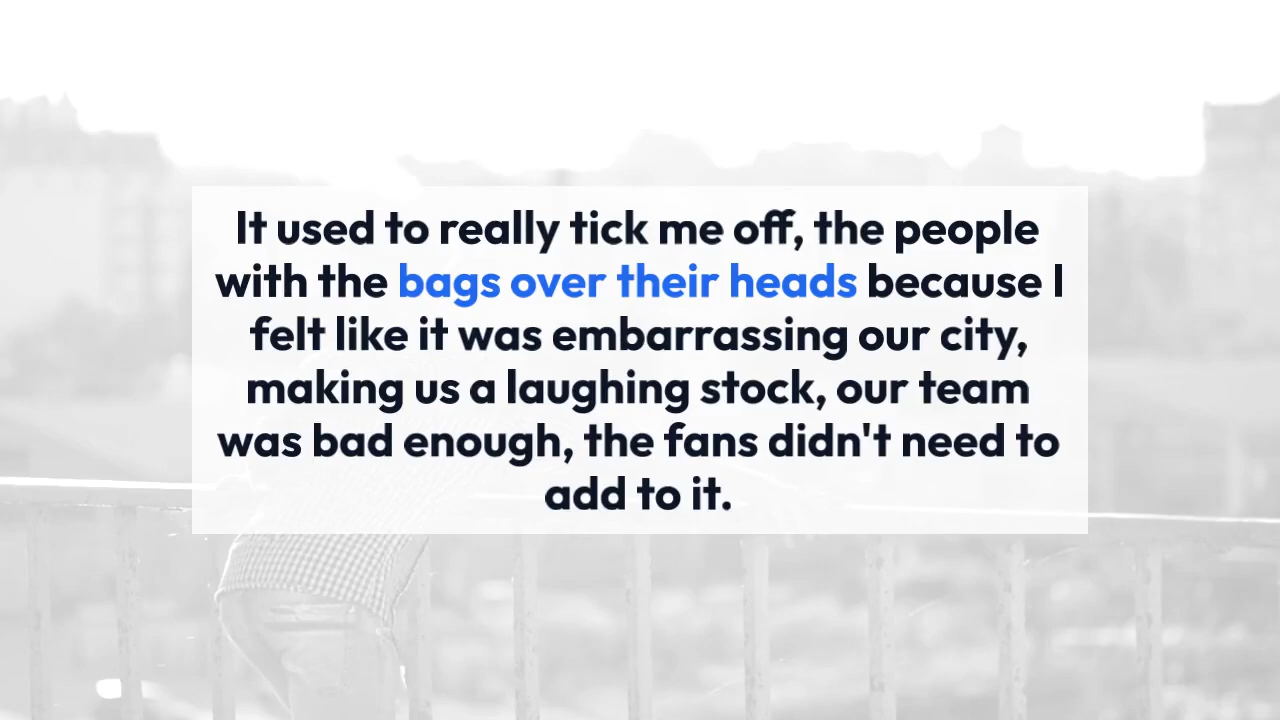 It used to really tick me off, the people
with the bags over their heads because I
felt like it was embarrassing our city,
making us a laughing stock, our team
was bad enough, the fans didn't need to
add to it.